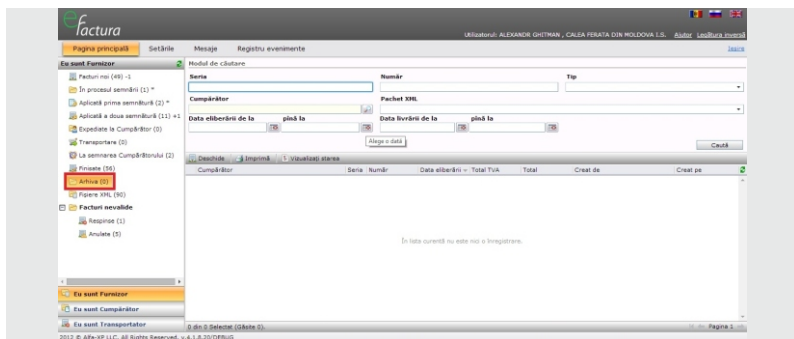 e factura
Utilizatorul: ALEXANDR GHITMAN , CALEA FERATA DIN MOLDOVA I.S. Ajutor Legătura inversă
Pagina principală Setările Mesaje Registru evenimente Ieșire
Eu sunt Furnizor
Facturi noi (49) -1
În procesul semnării (1) *
Aplicată prima semnătură (2) *
Aplicată a doua semnătură (11) +1
Expediate la Cumpărător (0)
Transportare (0)
La semnarea Cumpărătorului (2)
Finisate (56)
Arhiva (0)
Fișiere XML (90)
Facturi nevalide
Respinse (1)
Anulate (5)
Eu sunt Furnizor
Eu sunt Cumpărător
Eu sunt Transportator
Modul de căutare
Seria Număr Tip
Cumpărător Pachet XML
Data eliberării de la pînă la Data livrării de la pînă la
Alege o dată
Caută
Deschide Imprimă Vizualizați starea
Cumpărător Seria Număr Data eliberării Total TVA Total Creat de Creat pe
În lista curentă nu este nici o înregistrare.
0 din 0 Selectat (Găsite 0). Pagina 1
2012 © Alfa-XP LLC. All Rights Reserved. v.4.1.8.20/DEBUG